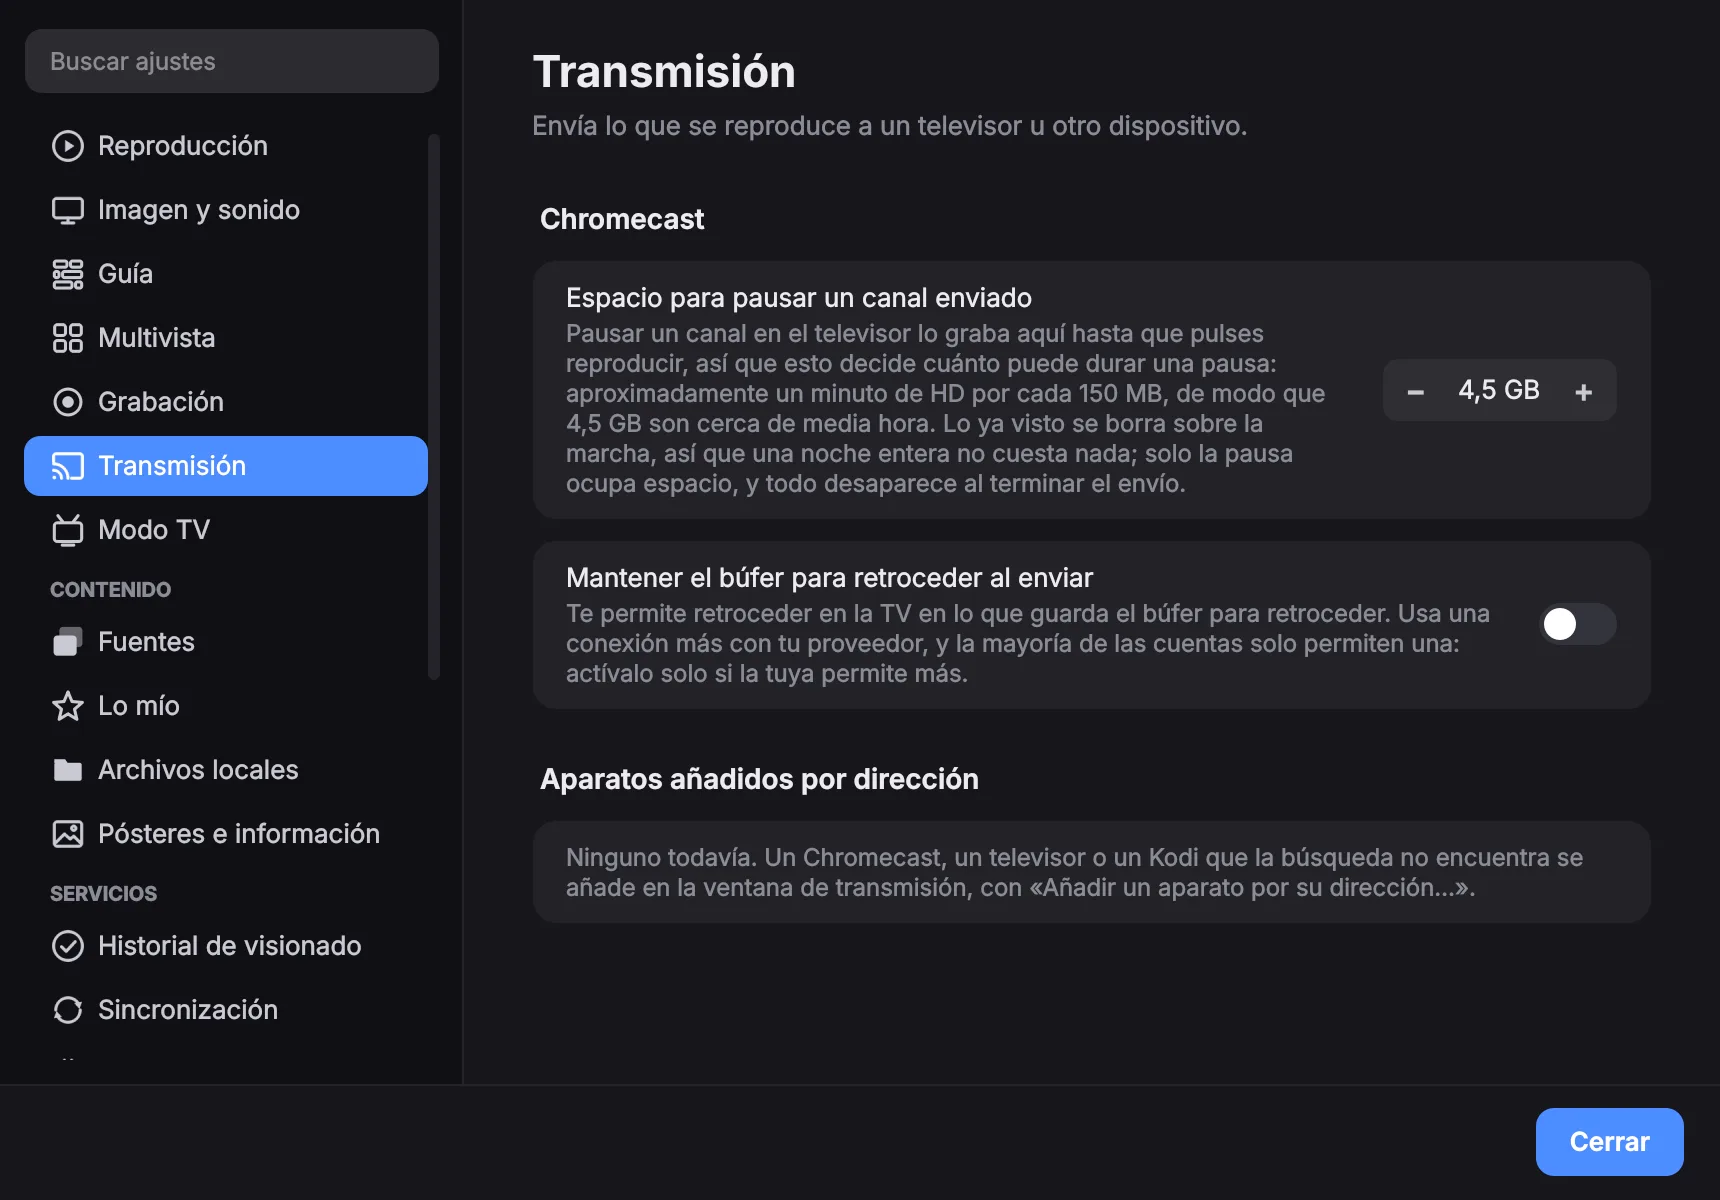 Buscar ajustes
Reproducción
Imagen y sonido
Guía
Multivista
Grabación
Transmisión
Modo TV
CONTENIDO
Fuentes
Lo mío
Archivos locales
Pósteres e información
SERVICIOS
Historial de visionado
Sincronización
Transmisión
Envía lo que se reproduce a un televisor u otro dispositivo.
Chromecast
Espacio para pausar un canal enviado
Pausar un canal en el televisor lo graba aquí hasta que pulses
reproducir, así que esto decide cuánto puede durar una pausa:
aproximadamente un minuto de HD por cada 150 MB, de modo que
4,5 GB son cerca de media hora. Lo ya visto se borra sobre la
marcha, así que una noche entera no cuesta nada; solo la pausa
ocupa espacio, y todo desaparece al terminar el envío.
− 4,5 GB +
Mantener el búfer para retroceder al enviar
Te permite retroceder en la TV en lo que guarda el búfer para retroceder. Usa una
conexión más con tu proveedor, y la mayoría de las cuentas solo permiten una:
actívalo solo si la tuya permite más.
Aparatos añadidos por dirección
Ninguno todavía. Un Chromecast, un televisor o un Kodi que la búsqueda no encuentra se
añade en la ventana de transmisión, con «Añadir un aparato por su dirección...».
Cerrar